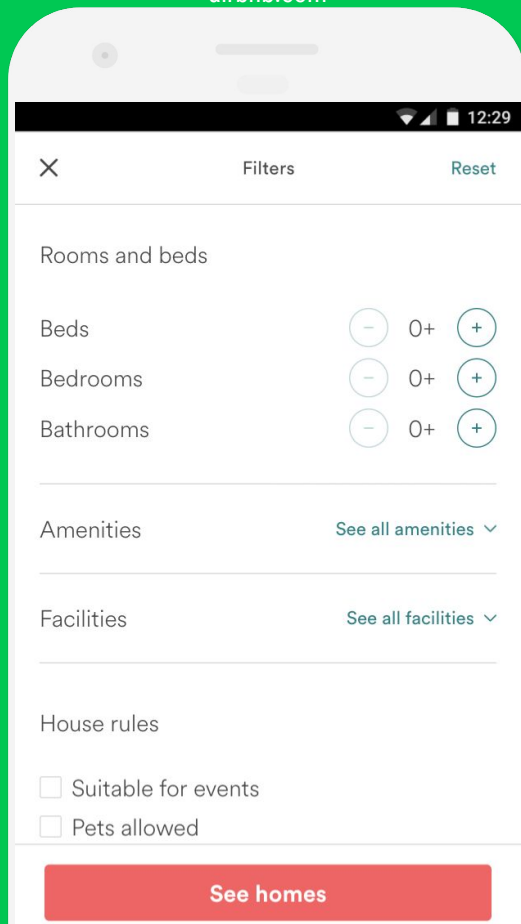 12:29
Filters Reset
Rooms and beds
Beds − 0+ +
Bedrooms − 0+ +
Bathrooms − 0+ +
Amenities See all amenities
Facilities See all facilities
House rules
Suitable for events
Pets allowed
See homes